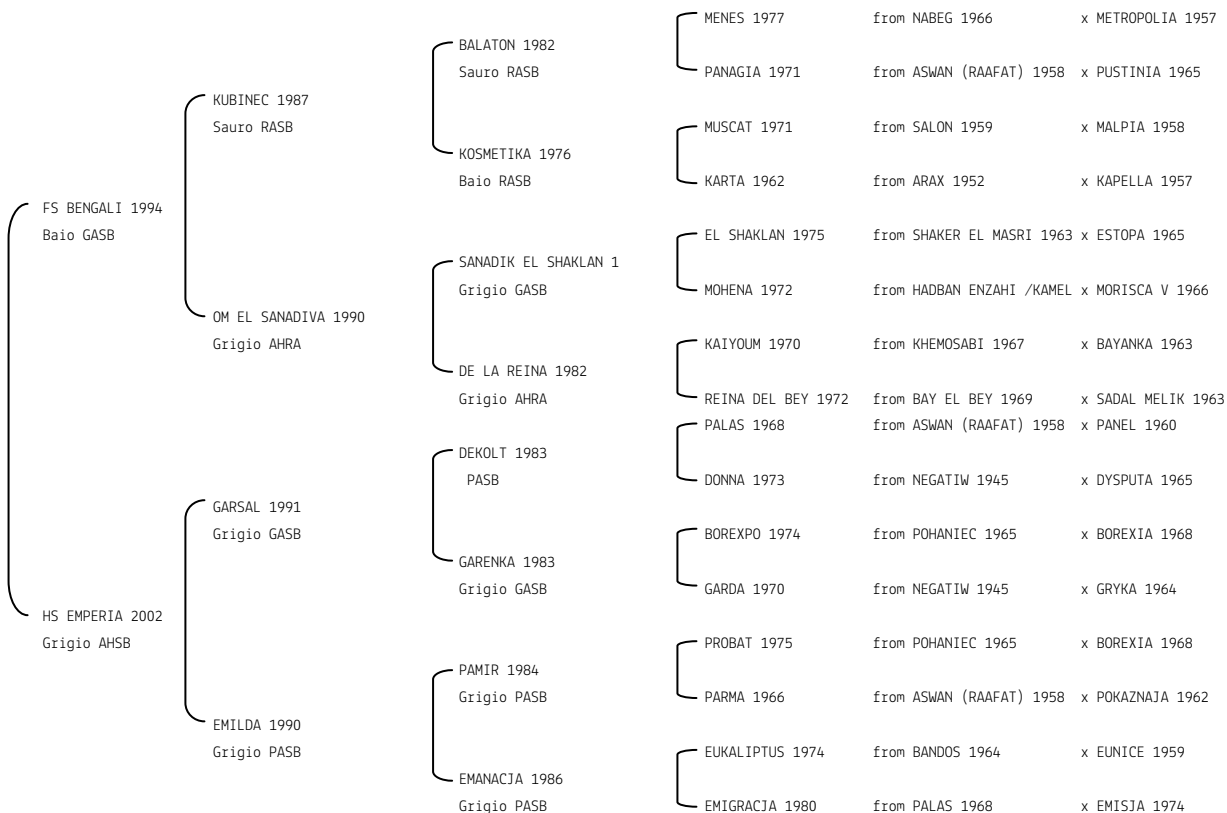 MENES 1977 from NABEG 1966 x METROPOLIA 1957
BALATON 1982
Sauro RASB PANAGIA 1971 from ASWAN (RAAFAT) 1958 x PUSTINIA 1965
KUBINEC 1987
Sauro RASB MUSCAT 1971 from SALON 1959 x MALPIA 1958
KOSMETIKA 1976
Baio RASB KARTA 1962 from ARAX 1952 x KAPELLA 1957
FS BENGALI 1994
Baio GASB EL SHAKLAN 1975 from SHAKER EL MASRI 1963 x ESTOPA 1965
SANADIK EL SHAKLAN 1
Grigio GASB MOHENA 1972 from HADBAN ENZAHI /KAMEL x MORISCA V 1966
OM EL SANADIVA 1990
Grigio AHRA KAIYOUM 1970 from KHEMOSABI 1967 x BAYANKA 1963
DE LA REINA 1982
Grigio AHRA REINA DEL BEY 1972 from BAY EL BEY 1969 x SADAL MELIK 1963
PALAS 1968 from ASWAN (RAAFAT) 1958 x PANEL 1960
DEKOLT 1983
PASB DONNA 1973 from NEGATIW 1945 x DYSPUTA 1965
GARSAL 1991
Grigio GASB BOREXPO 1974 from POHANIEC 1965 x BOREXIA 1968
GARENKA 1983
Grigio GASB GARDA 1970 from NEGATIW 1945 x GRYKA 1964
HS EMPERIA 2002
Grigio AHSB PROBAT 1975 from POHANIEC 1965 x BOREXIA 1968
PAMIR 1984
Grigio PASB PARMA 1966 from ASWAN (RAAFAT) 1958 x POKAZNAJA 1962
EMILDA 1990
Grigio PASB EUKALIPTUS 1974 from BANDOS 1964 x EUNICE 1959
EMANACJA 1986
Grigio PASB EMIGRACJA 1980 from PALAS 1968 x EMISJA 1974